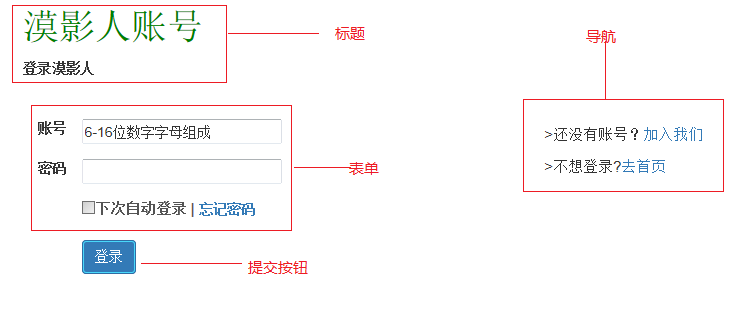 漠影人账号
标题
登录漠影人
账号
6-16位数字字母组成
密码
表单
下次自动登录 | 忘记密码
登录
提交按钮
导航
>还没有账号？加入我们
>不想登录?去首页